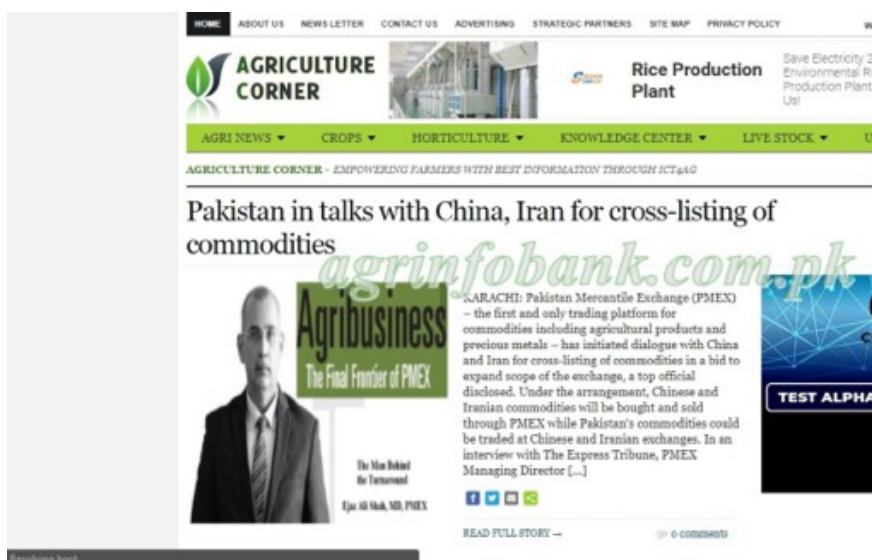 HOME ABOUT US NEWS LETTER CONTACT US ADVERTISING STRATEGIC PARTNERS SITE MAP PRIVACY POLICY
AGRICULTURE
CORNER
Rice Production
Plant
Save Electricity 2
Environmental Ri
Production Plant
Us!
AGRI NEWS CROPS HORTICULTURE KNOWLEDGE CENTER LIVE STOCK U
AGRICULTURE CORNER - EMPOWERING FARMERS WITH BEST INFORMATION THROUGH ICT4AG
Pakistan in talks with China, Iran for cross-listing of
commodities
agrinfobank.com.pk
Agribusiness
The Final Frontier of PMEX
The Man Behind
the Turnaround
Ejaz Ali Shah, MD, PMEX
KARACHI: Pakistan Mercantile Exchange (PMEX)
– the first and only trading platform for
commodities including agricultural products and
precious metals – has initiated dialogue with China
and Iran for cross-listing of commodities in a bid to
expand scope of the exchange, a top official
disclosed. Under the arrangement, Chinese and
Iranian commodities will be bought and sold
through PMEX while Pakistan's commodities could
be traded at Chinese and Iranian exchanges. In an
interview with The Express Tribune, PMEX
Managing Director [...]
READ FULL STORY →
0 comments
TEST ALPHA
Resolving host...